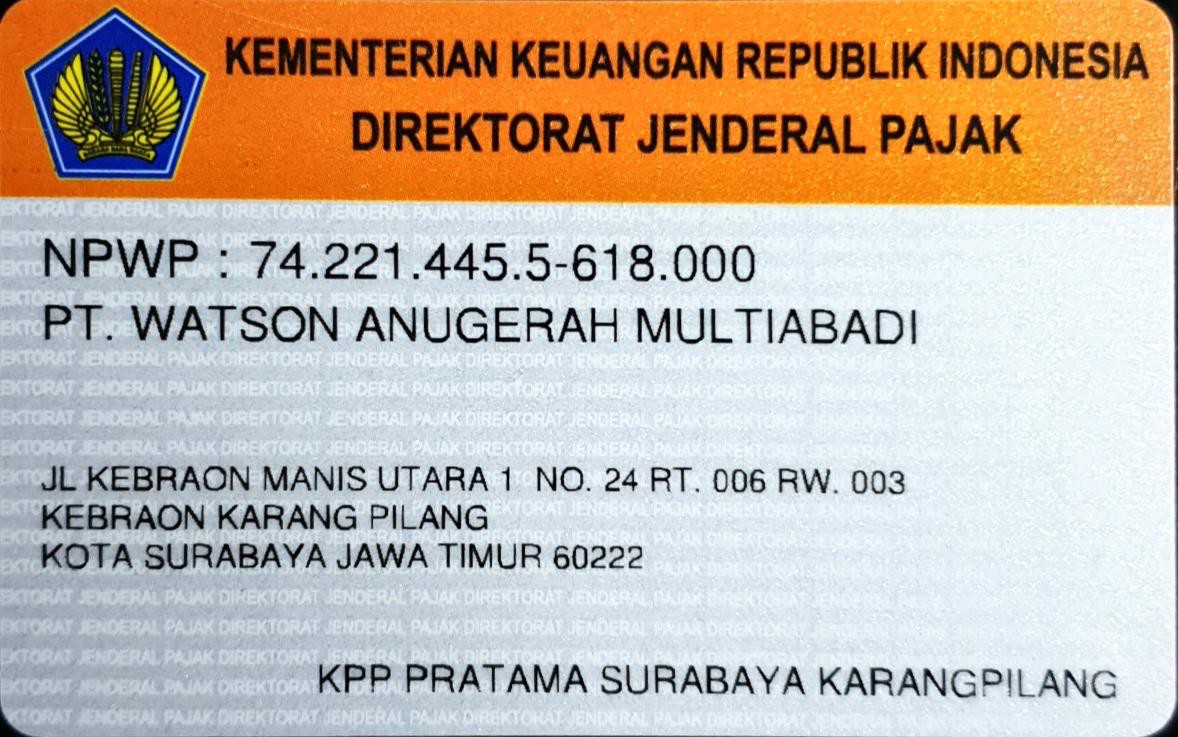 KEMENTERIAN KEUANGAN REPUBLIK INDONESIA
DIREKTORAT JENDERAL PAJAK
NPWP : 74.221.445.5-618.000
PT. WATSON ANUGERAH MULTIABADI
JL KEBRAON MANIS UTARA 1 NO. 24 RT. 006 RW. 003
KEBRAON KARANG PILANG
KOTA SURABAYA JAWA TIMUR 60222
KPP PRATAMA SURABAYA KARANGPILANG